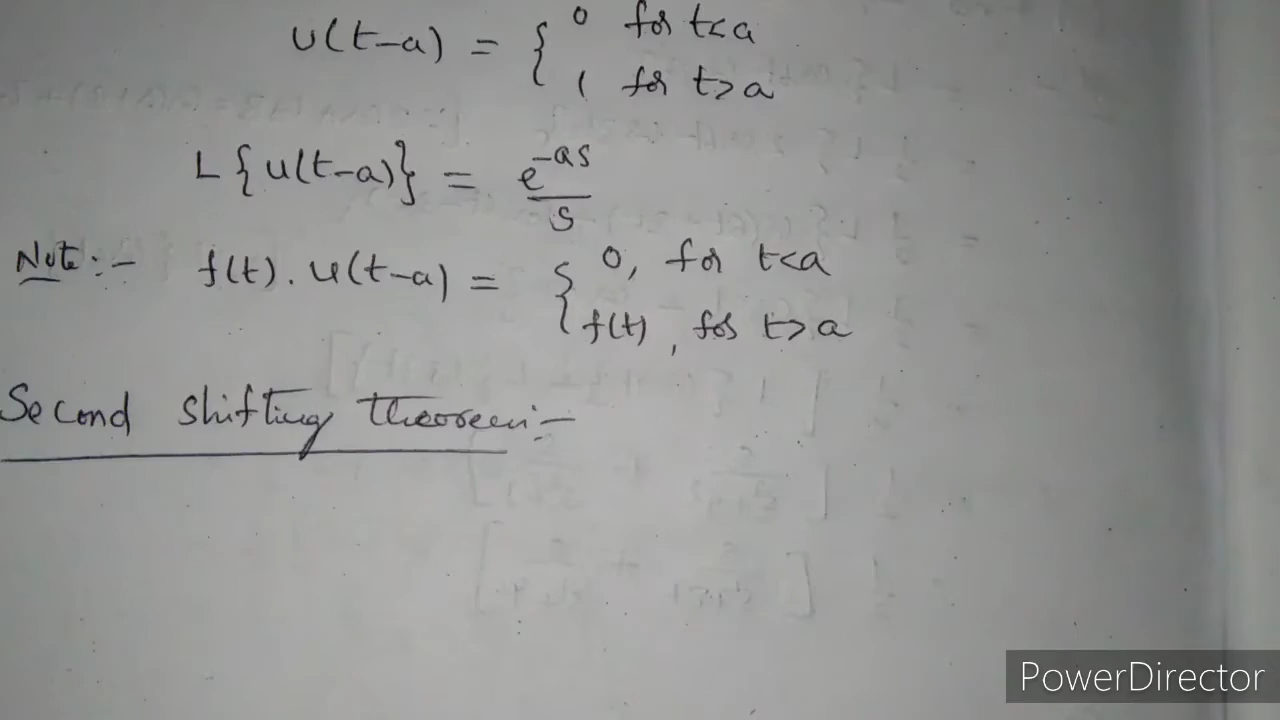 u(t-a) = { 0 for t<a
1 for t>a
L{u(t-a)} = e^-as / s
Note:- f(t). u(t-a) = { 0, for t<a
f(t), for t>a
Second shifting theorem:-
PowerDirector